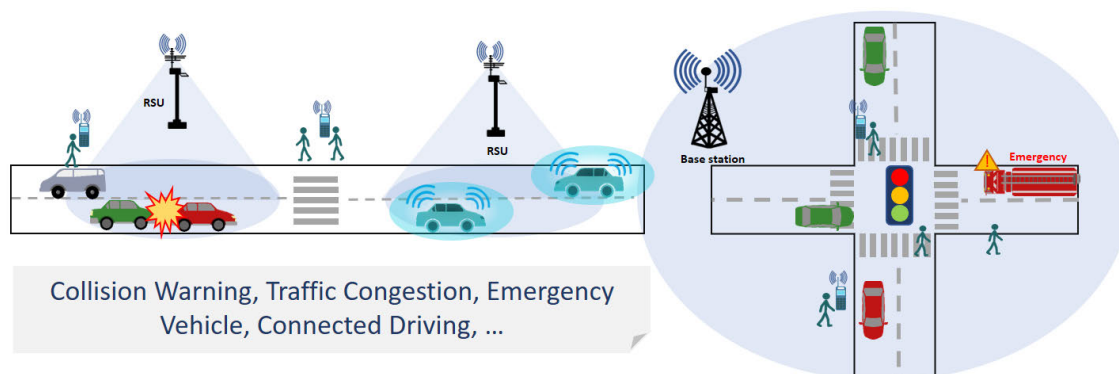 RSU
RSU
Base station
Emergency
Collision Warning, Traffic Congestion, Emergency
Vehicle, Connected Driving, ...